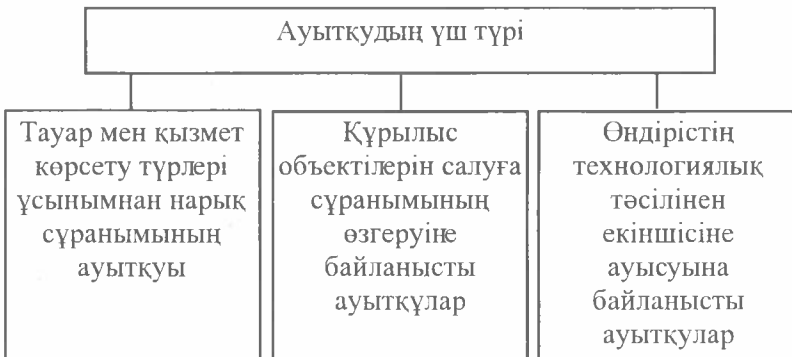 Ауытқудың үш түрі
Тауар мен қызмет
көрсету түрлері
ұсынымнан нарық
сұранымының
ауытқуы
Құрылыс
объектілерін салуға
сұранымының
өзгеруіне
байланысты
ауытқұлар
Өндірістің
технологиялық
тәсілінен
екіншісіне
ауысуына
байланысты
ауытқулар